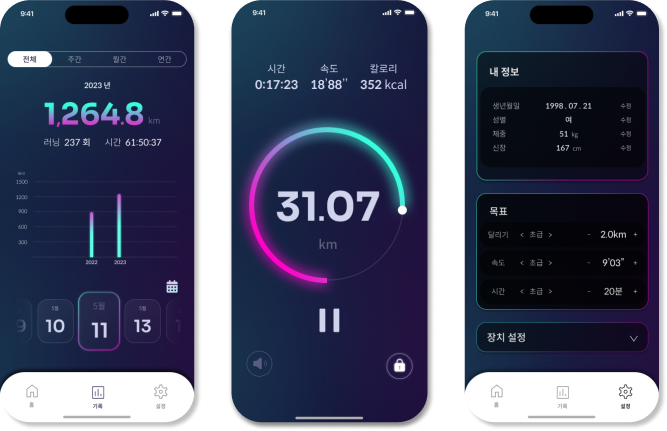 9:41
전체
주간
월간
연간
2023 년
1,264.8 km
러닝 237 회 시간 61:50:37
1500
1200
900
600
300
2022
2023
9
5월
10
5월
11
5월
13
1
홈
기록
설정
9:41
시간
속도
칼로리
0:17:23
18'88''
352 kcal
31.07
km
9:41
내 정보
생년월일 1998 . 07 . 21 수정
성별 여 수정
체중 51 kg 수정
신장 167 cm 수정
목표
달리기 < 초급 > - 2.0km +
속도 < 초급 > - 9'03" +
시간 < 초급 > - 20분 +
장치 설정
홈
기록
설정